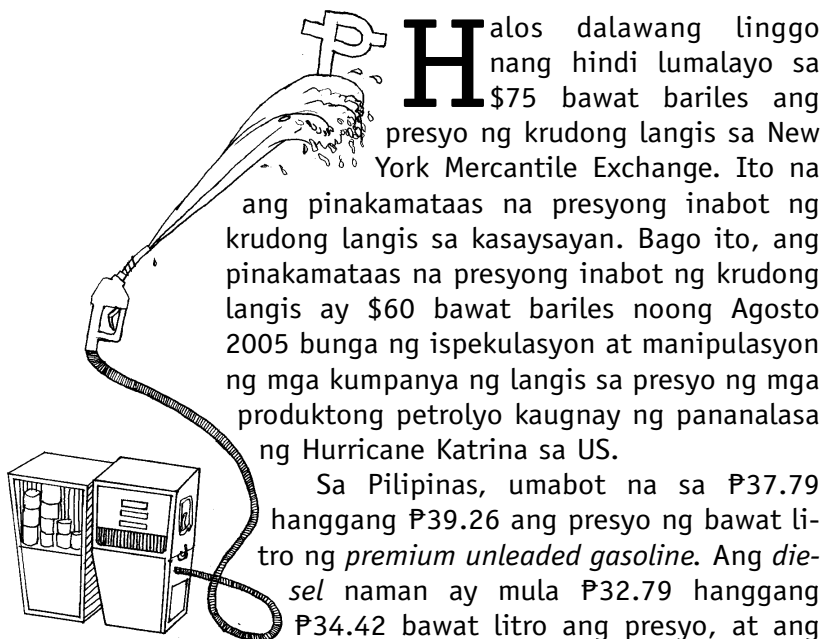 ₱
Halos dalawang linggo
nang hindi lumalayo sa
$75 bawat bariles ang
presyo ng krudong langis sa New
York Mercantile Exchange. Ito na
ang pinakamataas na presyong inabot ng
krudong langis sa kasaysayan. Bago ito, ang
pinakamataas na presyong inabot ng krudong
langis ay $60 bawat bariles noong Agosto
2005 bunga ng ispekulasyon at manipulasyon
ng mga kumpanya ng langis sa presyo ng mga
produktong petrolyo kaugnay ng pananalasa
ng Hurricane Katrina sa US.
Sa Pilipinas, umabot na sa ₱37.79
hanggang ₱39.26 ang presyo ng bawat li-
tro ng premium unleaded gasoline. Ang die-
sel naman ay mula ₱32.79 hanggang
₱34.42 bawat litro ang presyo, at ang